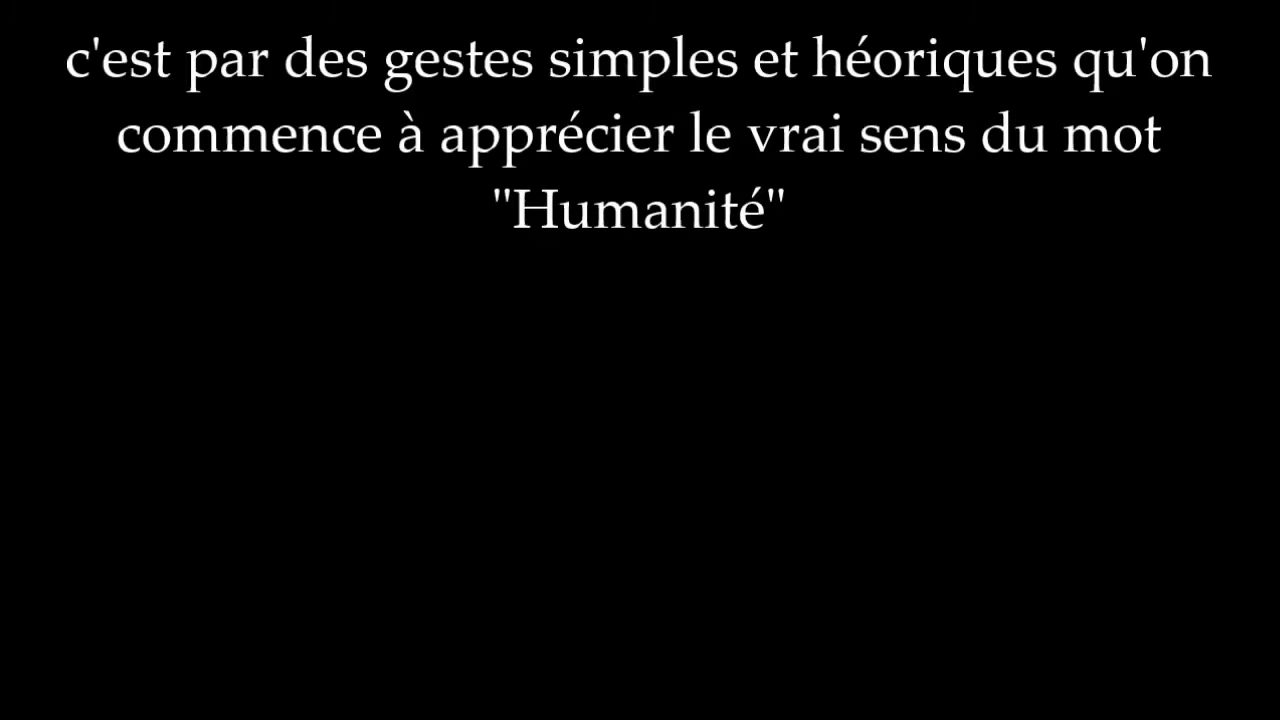 c'est par des gestes simples et héoriques qu'on
commence à apprécier le vrai sens du mot
"Humanité"